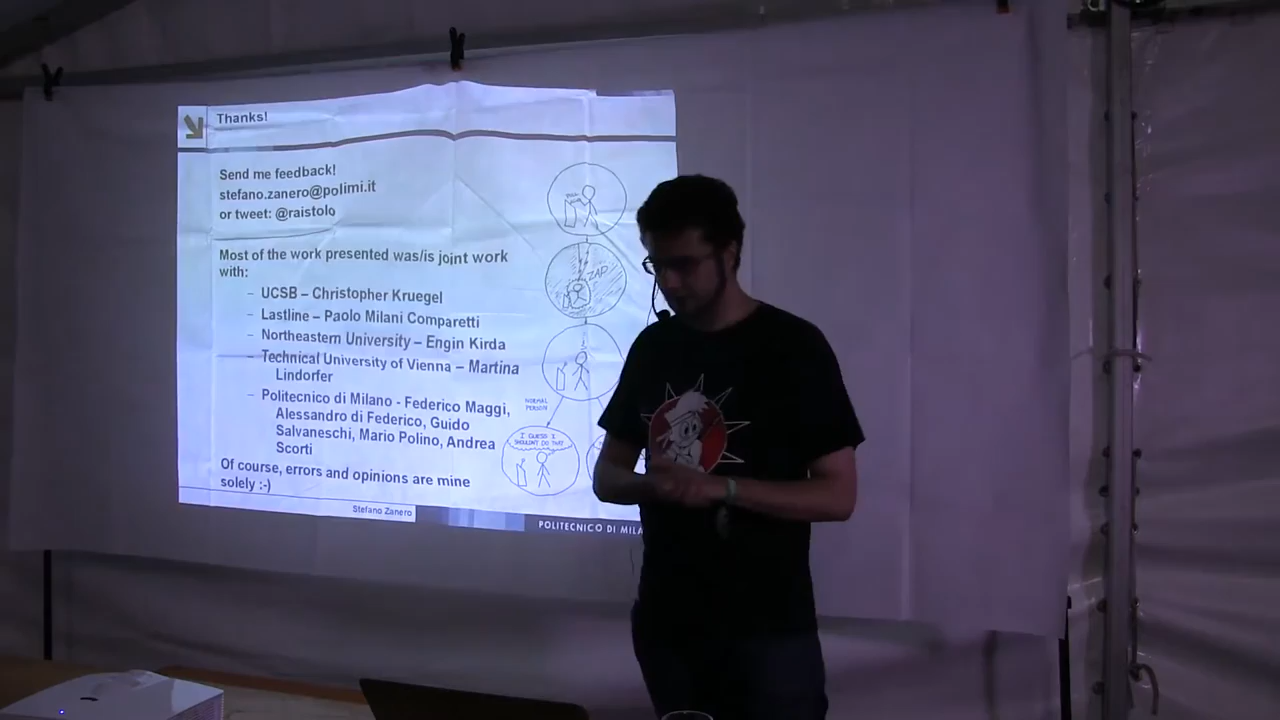 Thanks!
Send me feedback!
stefano.zanero@polimi.it
or tweet: @raistolo
Most of the work presented was/is joint work
with:
– UCSB – Christopher Kruegel
– Lastline – Paolo Milani Comparetti
– Northeastern University – Engin Kirda
– Technical University of Vienna – Martina
Lindorfer
– Politecnico di Milano - Federico Maggi,
Alessandro di Federico, Guido
Salvaneschi, Mario Polino, Andrea
Scorti
Of course, errors and opinions are mine
solely :-)
ZAP
NORMAL
PERSON
I GUESS I
SHOULDN'T DO THAT
Stefano Zanero
POLITECNICO DI MILA